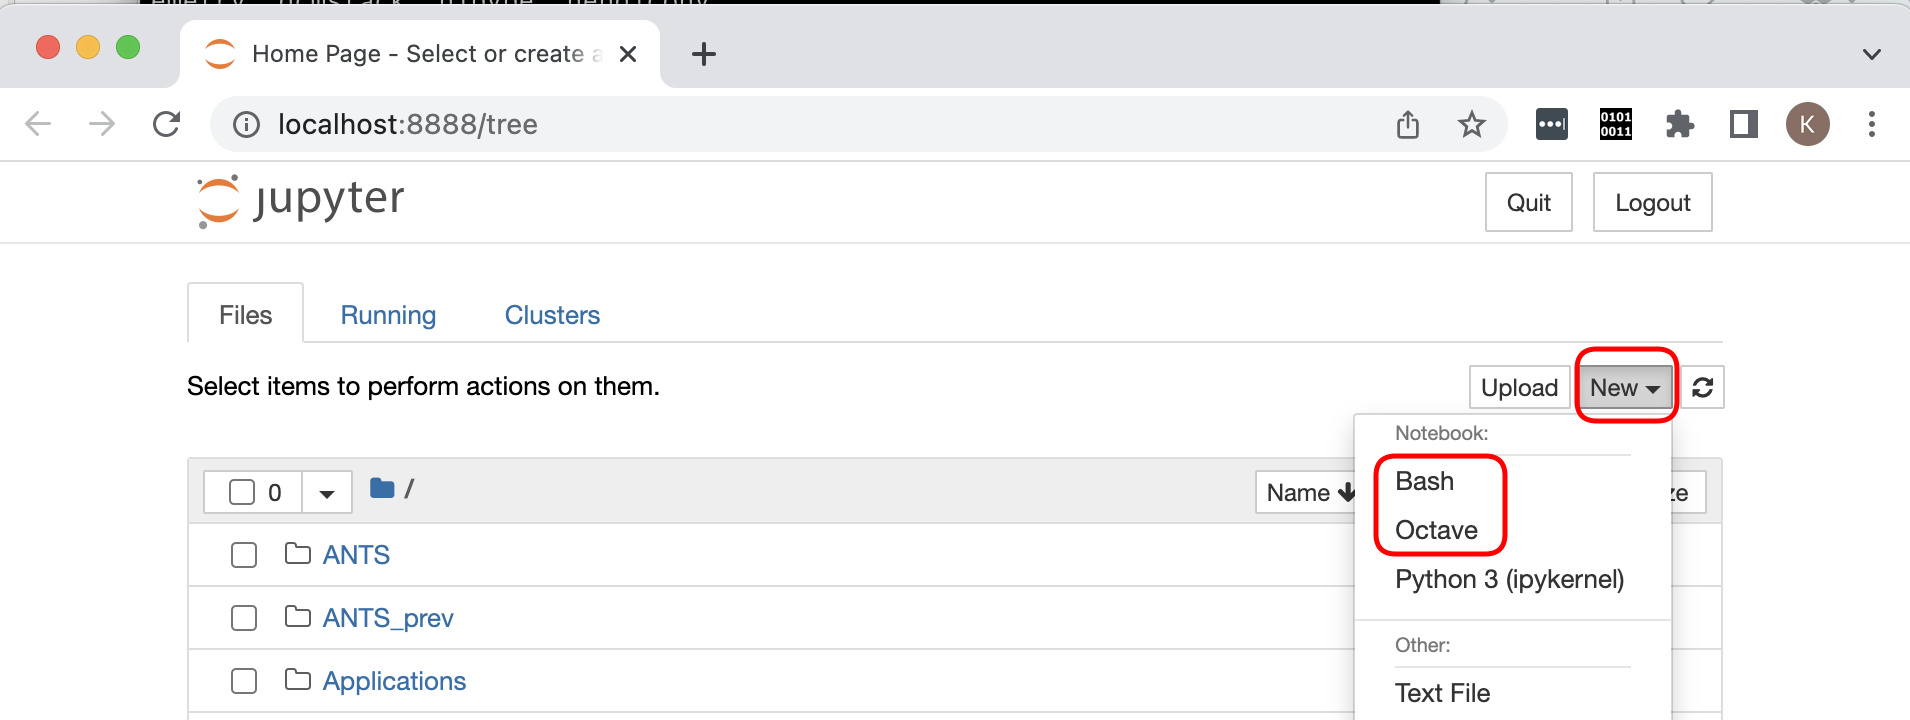 Home Page - Select or create a
localhost:8888/tree
0101
0011
K
jupyter
Quit
Logout
Files
Running
Clusters
Select items to perform actions on them.
Upload
New
Notebook:
Bash
Octave
Python 3 (ipykernel)
Other:
Text File
0
/
Name
ze
ANTS
ANTS_prev
Applications